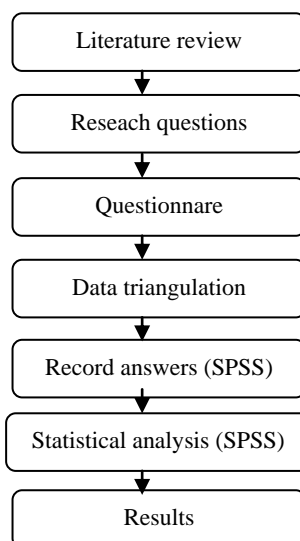 Literature review
Reseach questions
Questionnare
Data triangulation
Record answers (SPSS)
Statistical analysis (SPSS)
Results